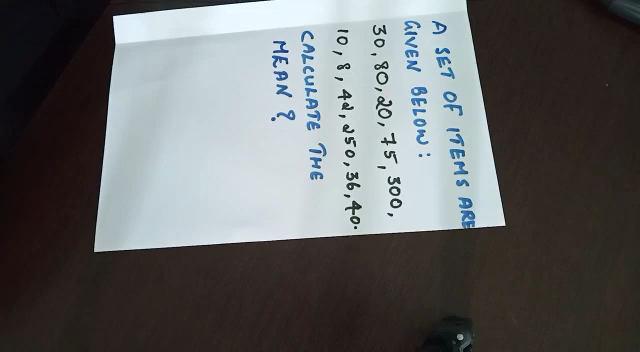 A SET OF ITEMS ARE
GIVEN BELOW:
30, 80, 20, 75, 300,
10, 8, 42, 250, 36, 40.
CALCULATE THE
MEAN ?